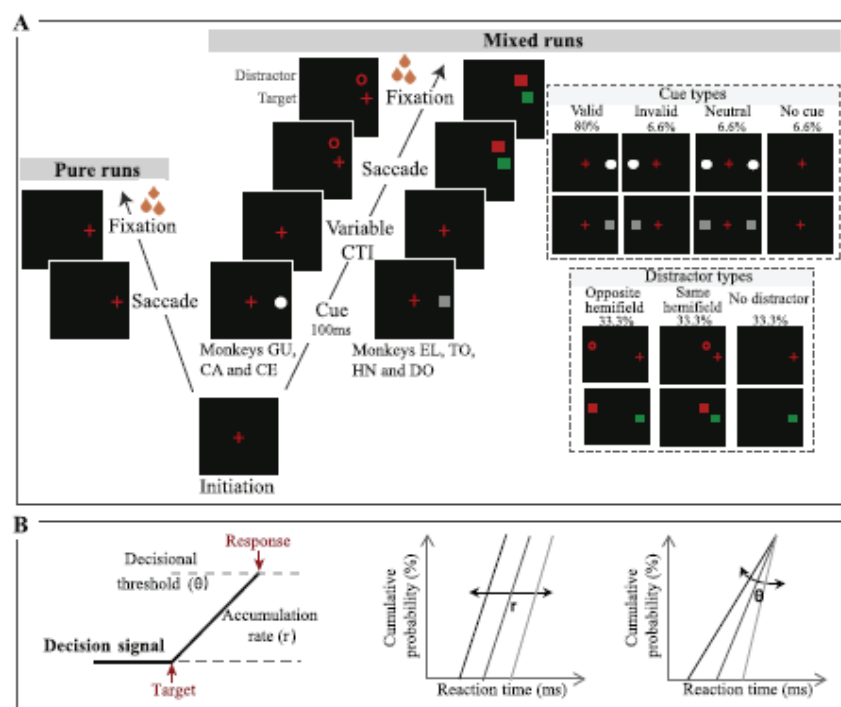 A
Mixed runs
Distractor
Target
Fixation
Saccade
Variable
CTI
Cue
100ms
Pure runs
Fixation
Saccade
Monkeys GU,
CA and CE
Monkeys EL, TO,
HN and DO
Initiation
Cue types
Valid Invalid Neutral No cue
80% 6.6% 6.6% 6.6%
Distractor types
Opposite Same No distractor
hemifield hemifield
33.3% 33.3% 33.3%
B
Response
Decisional
threshold (θ)
Accumulation
rate (r)
Decision signal
Target
Cumulative
probability (%)
r
Reaction time (ms)
Cumulative
probability (%)
θ
Reaction time (ms)